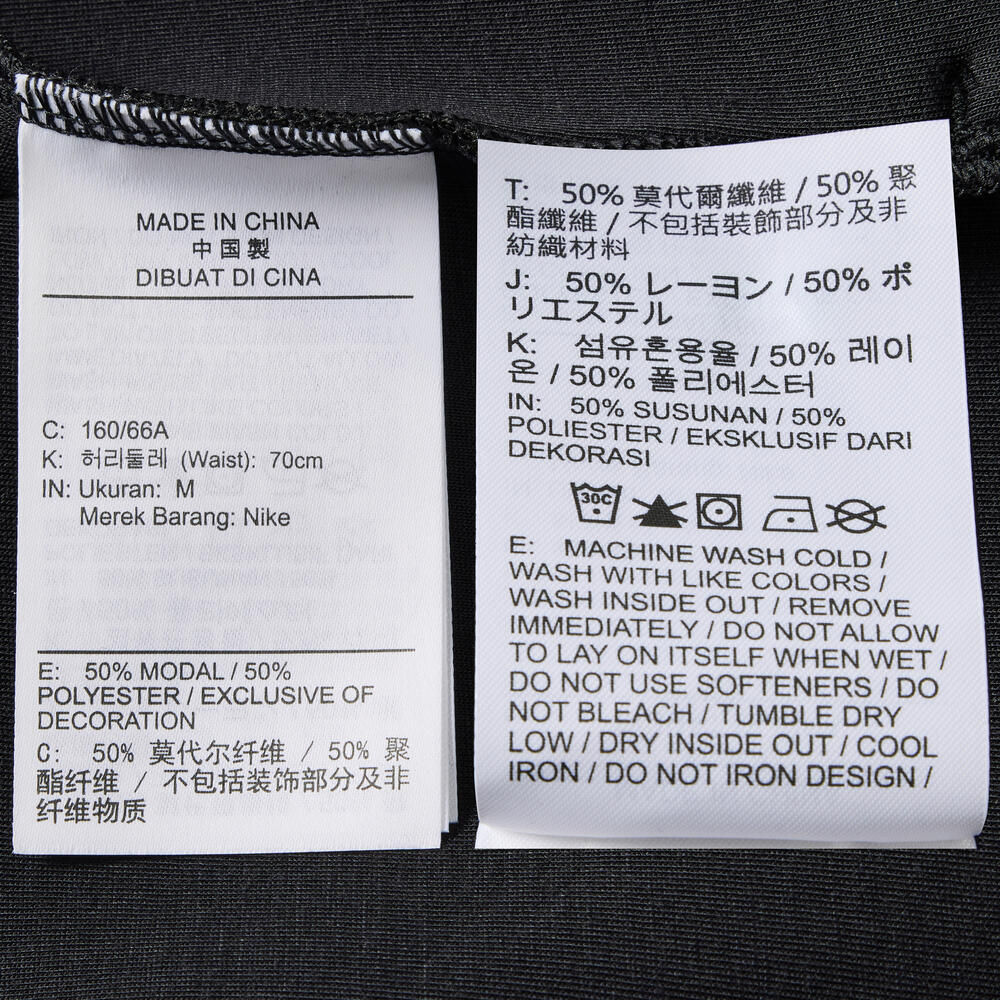 MADE IN CHINA
中国製
DIBUAT DI CINA
C: 160/66A
K: 허리둘레 (Waist): 70cm
IN: Ukuran: M
Merek Barang: Nike
E: 50% MODAL / 50%
POLYESTER / EXCLUSIVE OF
DECORATION
C: 50% 莫代尔纤维 / 50% 聚
酯纤维 / 不包括装饰部分及非
纤维物质
T: 50% 莫代爾纖維 / 50% 聚
酯纖維 / 不包括裝飾部分及非
紡織材料
J: 50% レーヨン / 50% ポ
リエステル
K: 섬유혼용율 / 50% 레이
온 / 50% 폴리에스터
IN: 50% SUSUNAN / 50%
POLIESTER / EKSKLUSIF DARI
DEKORASI
30C
E: MACHINE WASH COLD /
WASH WITH LIKE COLORS /
WASH INSIDE OUT / REMOVE
IMMEDIATELY / DO NOT ALLOW
TO LAY ON ITSELF WHEN WET /
DO NOT USE SOFTENERS / DO
NOT BLEACH / TUMBLE DRY
LOW / DRY INSIDE OUT / COOL
IRON / DO NOT IRON DESIGN /